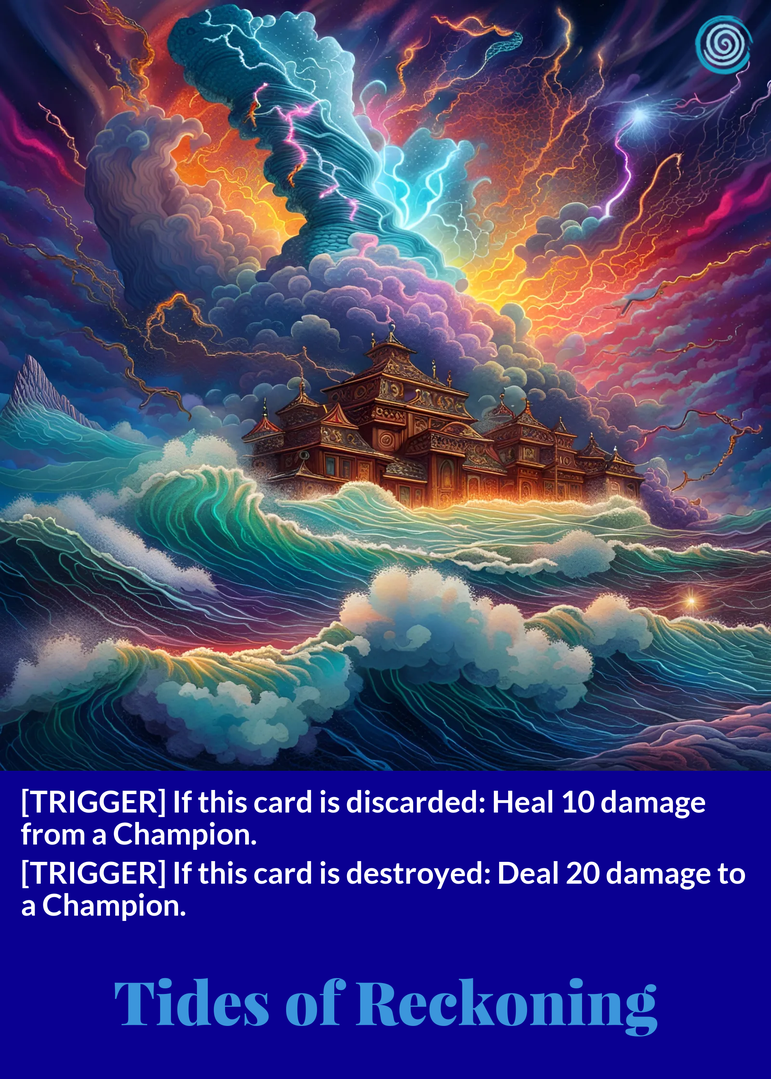 [TRIGGER] If this card is discarded: Heal 10 damage
from a Champion.
[TRIGGER] If this card is destroyed: Deal 20 damage to
a Champion.
Tides of Reckoning